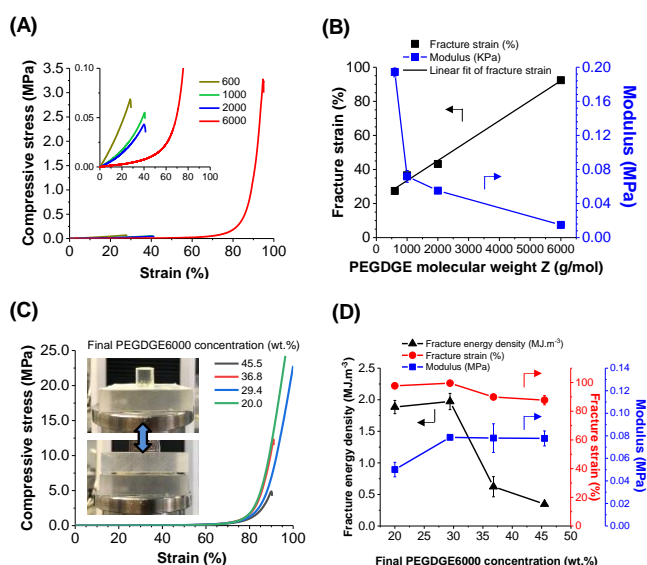 (A)
Compressive stress (MPa)
3.5
3.0
2.5
2.0
1.5
1.0
0.5
0.0
0 20 40 60 80 100
Strain (%)
0.10
0.05
0.00
0 20 40 60 80 100
600
1000
2000
6000
(B)
Fracture strain (%)
Modulus (KPa)
Linear fit of fracture strain
Fracture strain (%)
100
80
60
40
20
0
0 1000 2000 3000 4000 5000 6000
PEGDGE molecular weight Z (g/mol)
0.20
0.16
0.12
0.08
0.04
0.00
Modulus (MPa)
(C)
Compressive stress (MPa)
25.0
20.0
15.0
10.0
5.0
0.0
0 20 40 60 80 100
Strain (%)
Final PEGDGE6000 concentration (wt.%)
45.5
36.8
29.4
20.0
(D)
Fracture energy density (MJ.m-3)
Fracture strain (%)
Modulus (MPa)
Fracture energy density (MJ.m-3)
2.5
2.0
1.5
1.0
0.5
0.0
20 25 30 35 40 45 50
Final PEGDGE6000 concentration (wt.%)
100
80
60
40
20
0
Fracture strain (%)
0.14
0.12
0.10
0.08
0.06
0.04
0.02
0.00
Modulus (MPa)